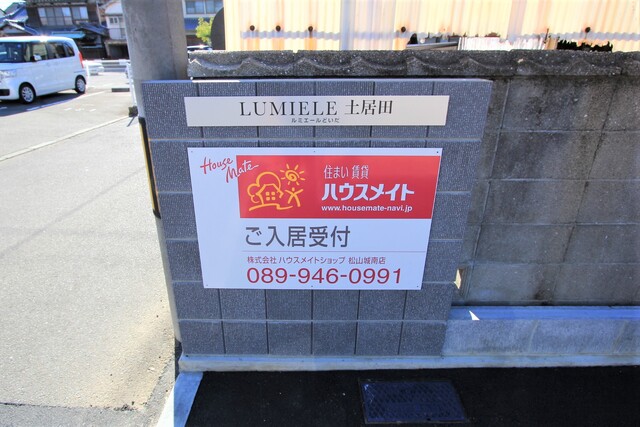 LUMIELE 土居田
ルミエールどいだ
House Mate
住まい 賃貸
ハウスメイト
www.housemate-navi.jp
ご入居受付
株式会社 ハウスメイトショップ 松山城南店
089-946-0991